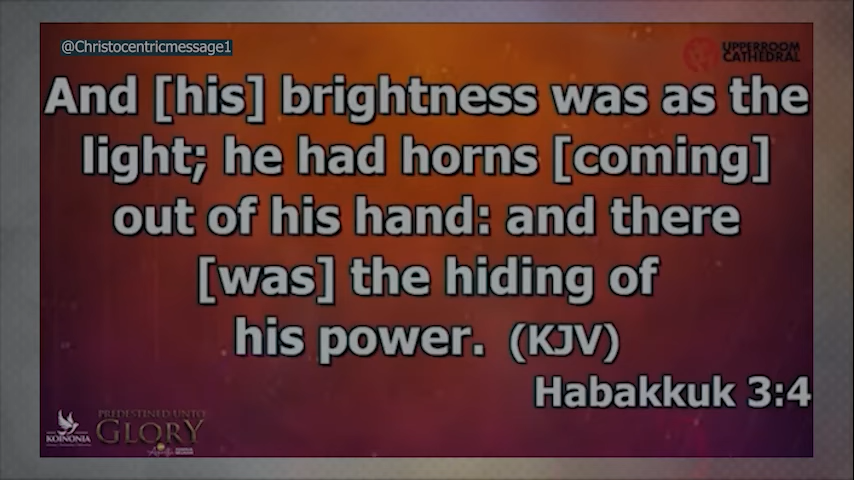 @Christocentricmessage1
UPPERROOM
CATHEDRAL
And [his] brightness was as the
light; he had horns [coming]
out of his hand: and there
[was] the hiding of
his power. (KJV)
Habakkuk 3:4
KOINONIA
PREDESTINED UNTO
GLORY